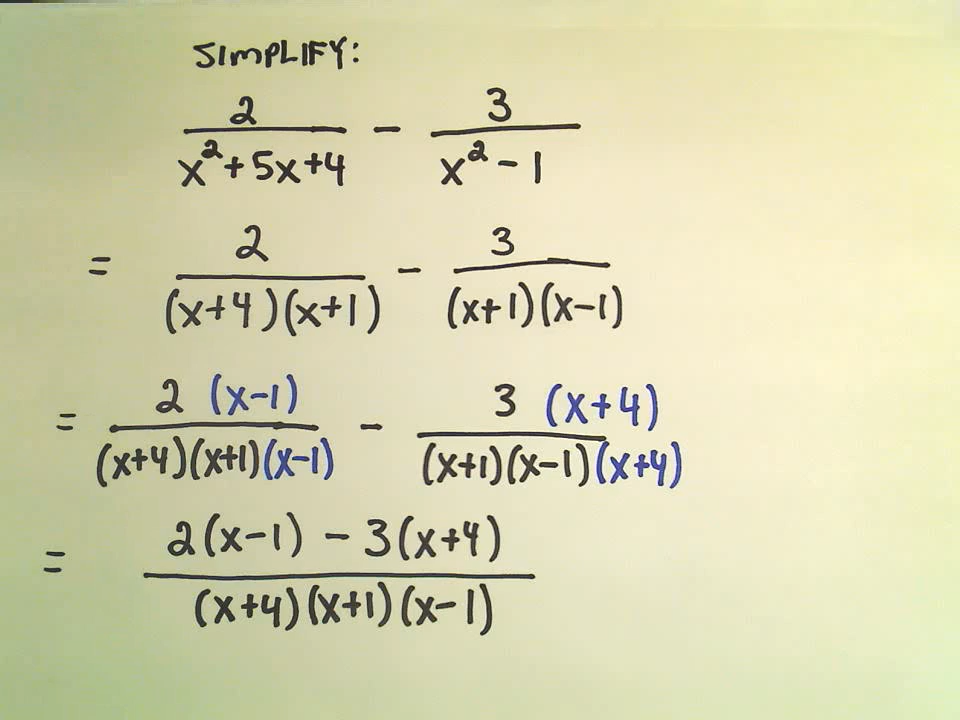 SIMPLIFY:
2/(x²+5x+4) - 3/(x²-1)
= 2/((x+4)(x+1)) - 3/((x+1)(x-1))
= 2(x-1)/((x+4)(x+1)(x-1)) - 3(x+4)/((x+1)(x-1)(x+4))
= (2(x-1) - 3(x+4))/((x+4)(x+1)(x-1))